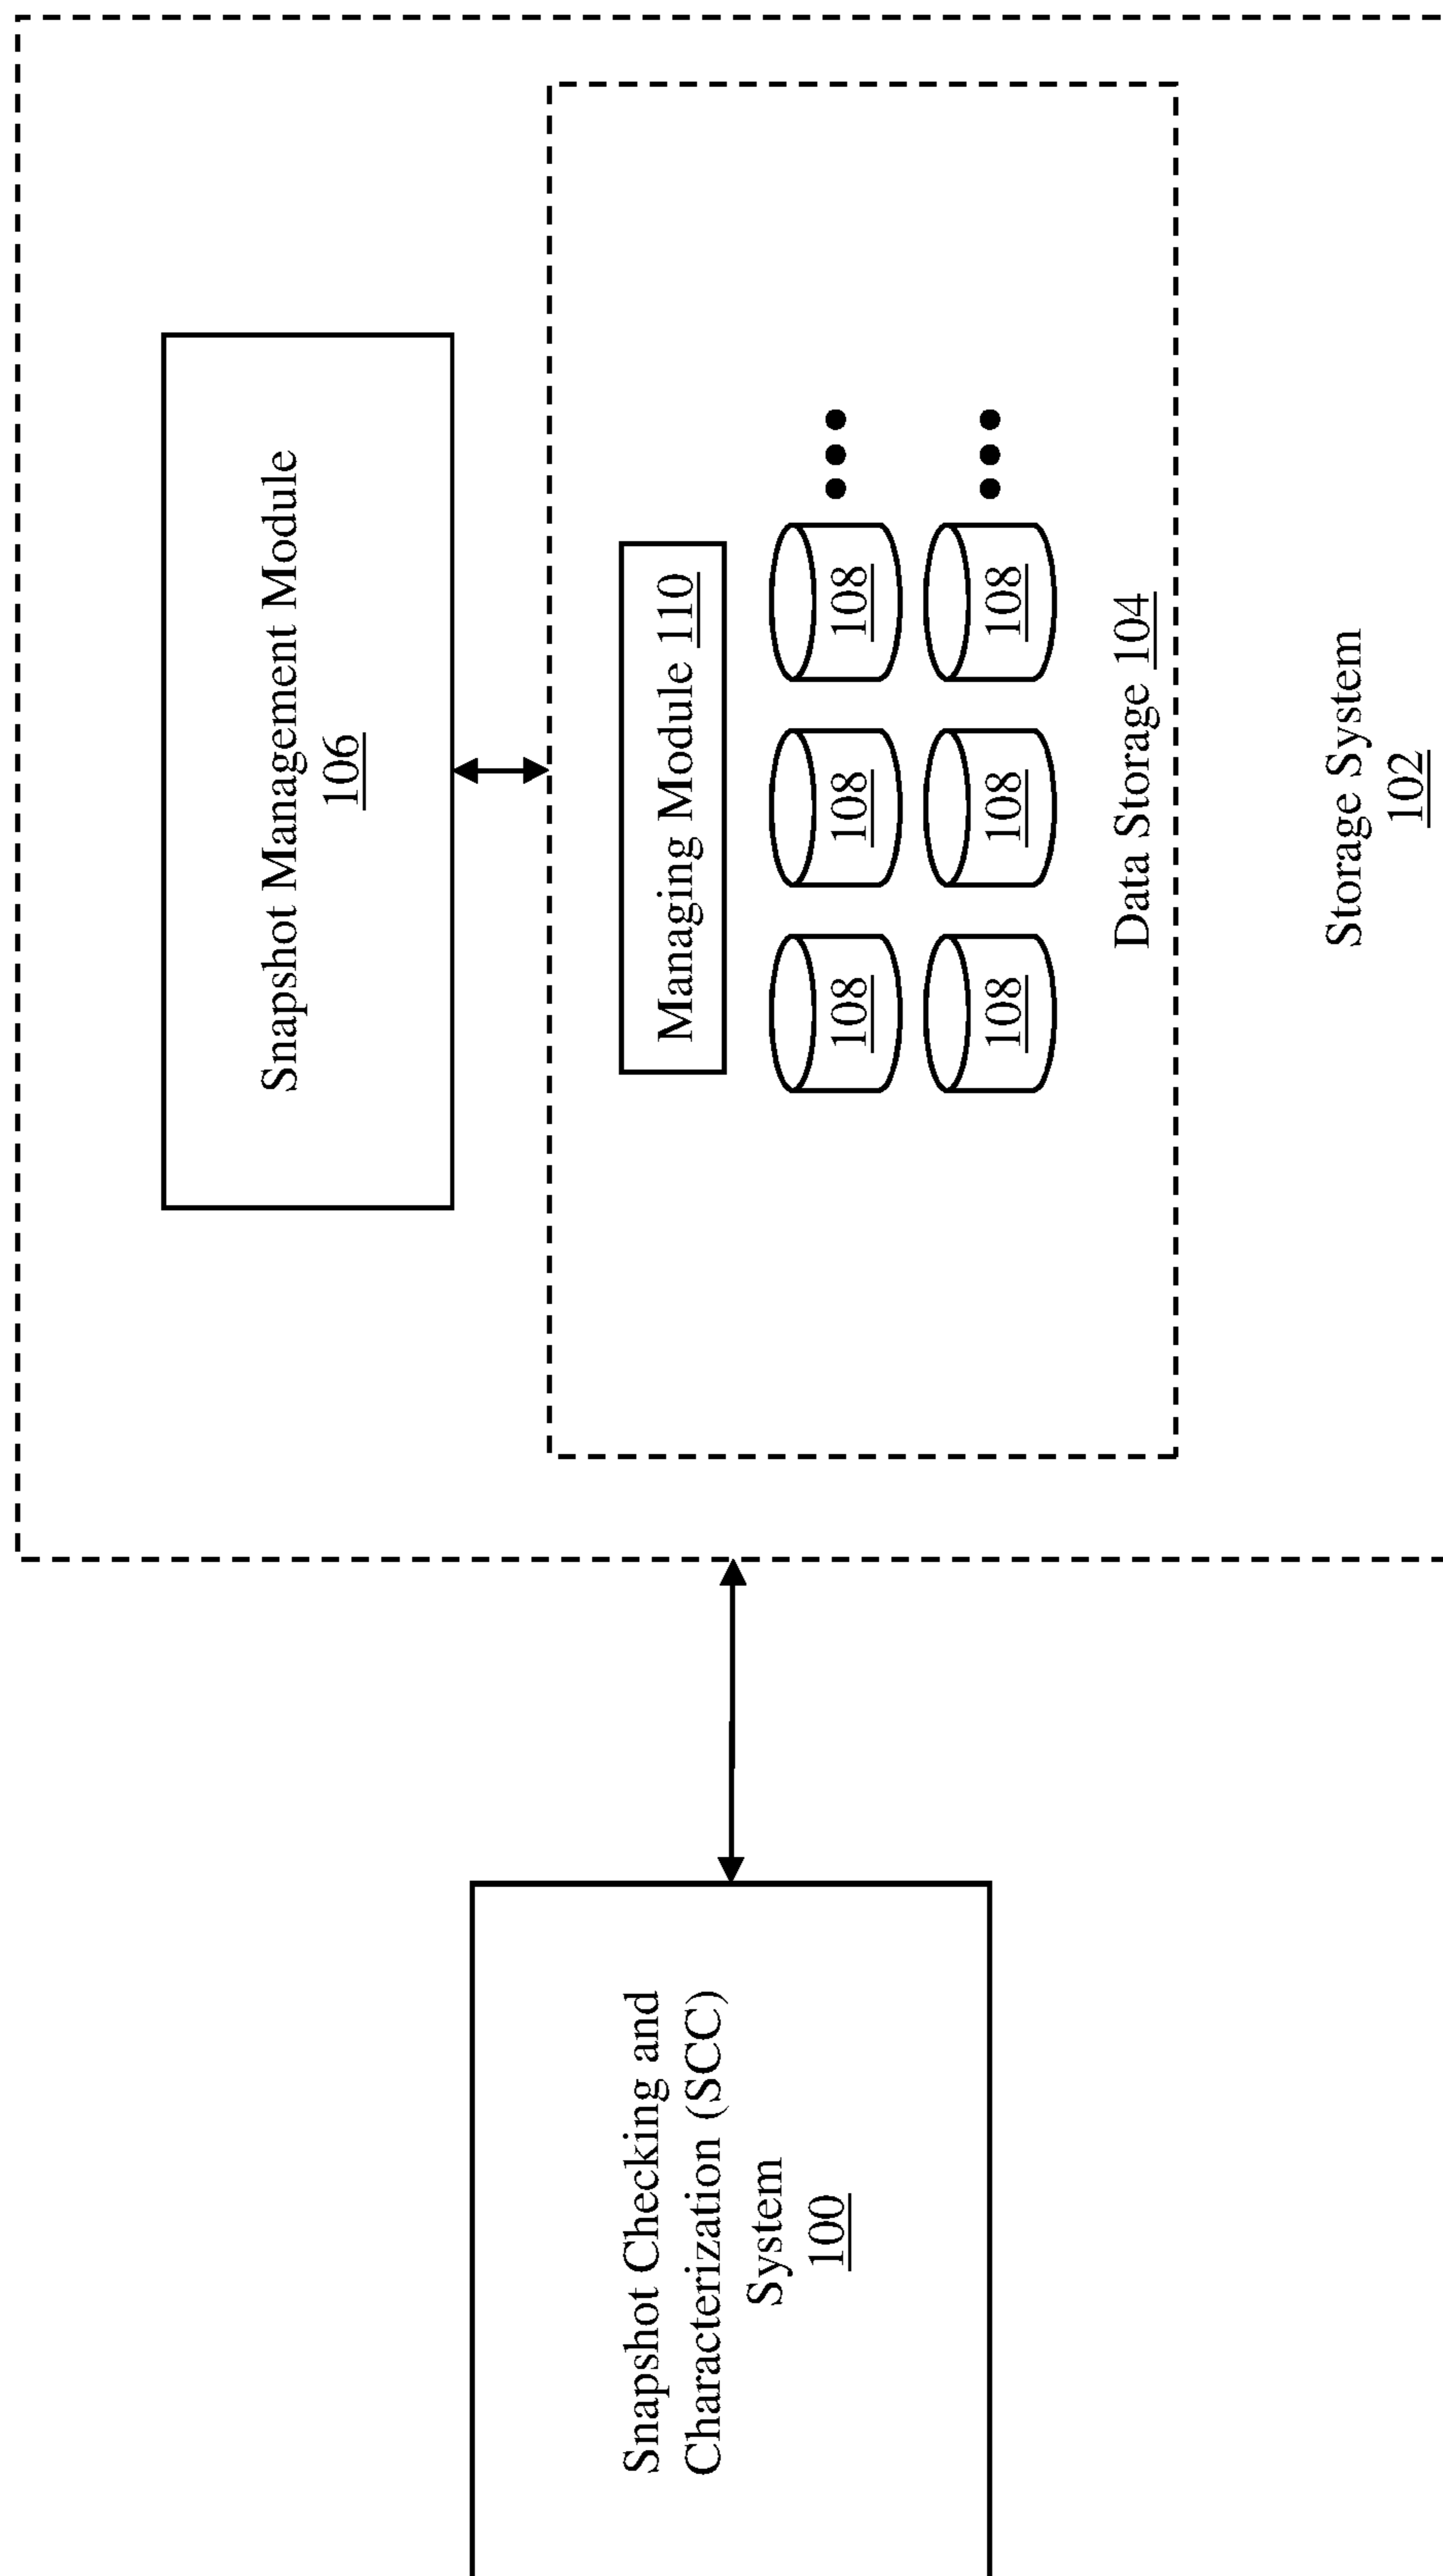 Snapshot Checking and
Characterization (SCC)
System
100
Snapshot Management Module
106
Managing Module 110
108 108 108
108 108 108
Data Storage 104
Storage System
102